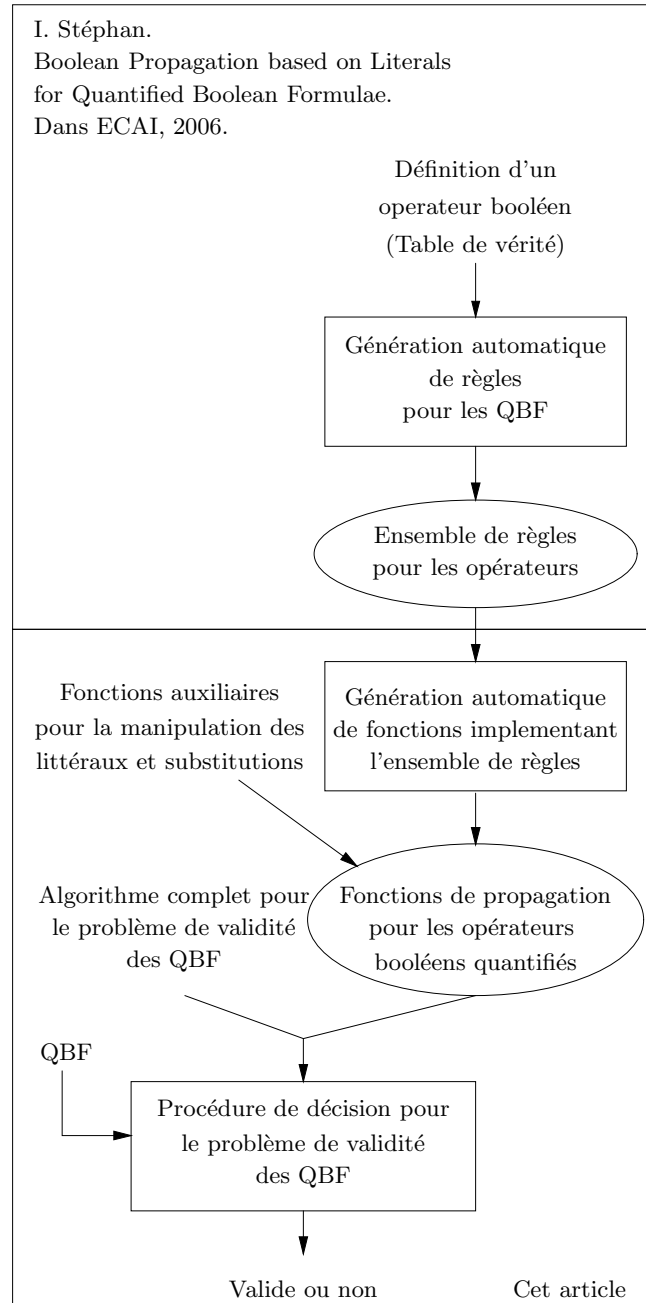 I. Stéphan.
Boolean Propagation based on Literals
for Quantified Boolean Formulae.
Dans ECAI, 2006.
Définition d'un
operateur booléen
(Table de vérité)
Génération automatique
de règles
pour les QBF
Ensemble de règles
pour les opérateurs
Fonctions auxiliaires
pour la manipulation des
littéraux et substitutions
Génération automatique
de fonctions implementant
l'ensemble de règles
Algorithme complet pour
le problème de validité
des QBF
Fonctions de propagation
pour les opérateurs
booléens quantifiés
QBF
Procédure de décision pour
le problème de validité
des QBF
Valide ou non
Cet article